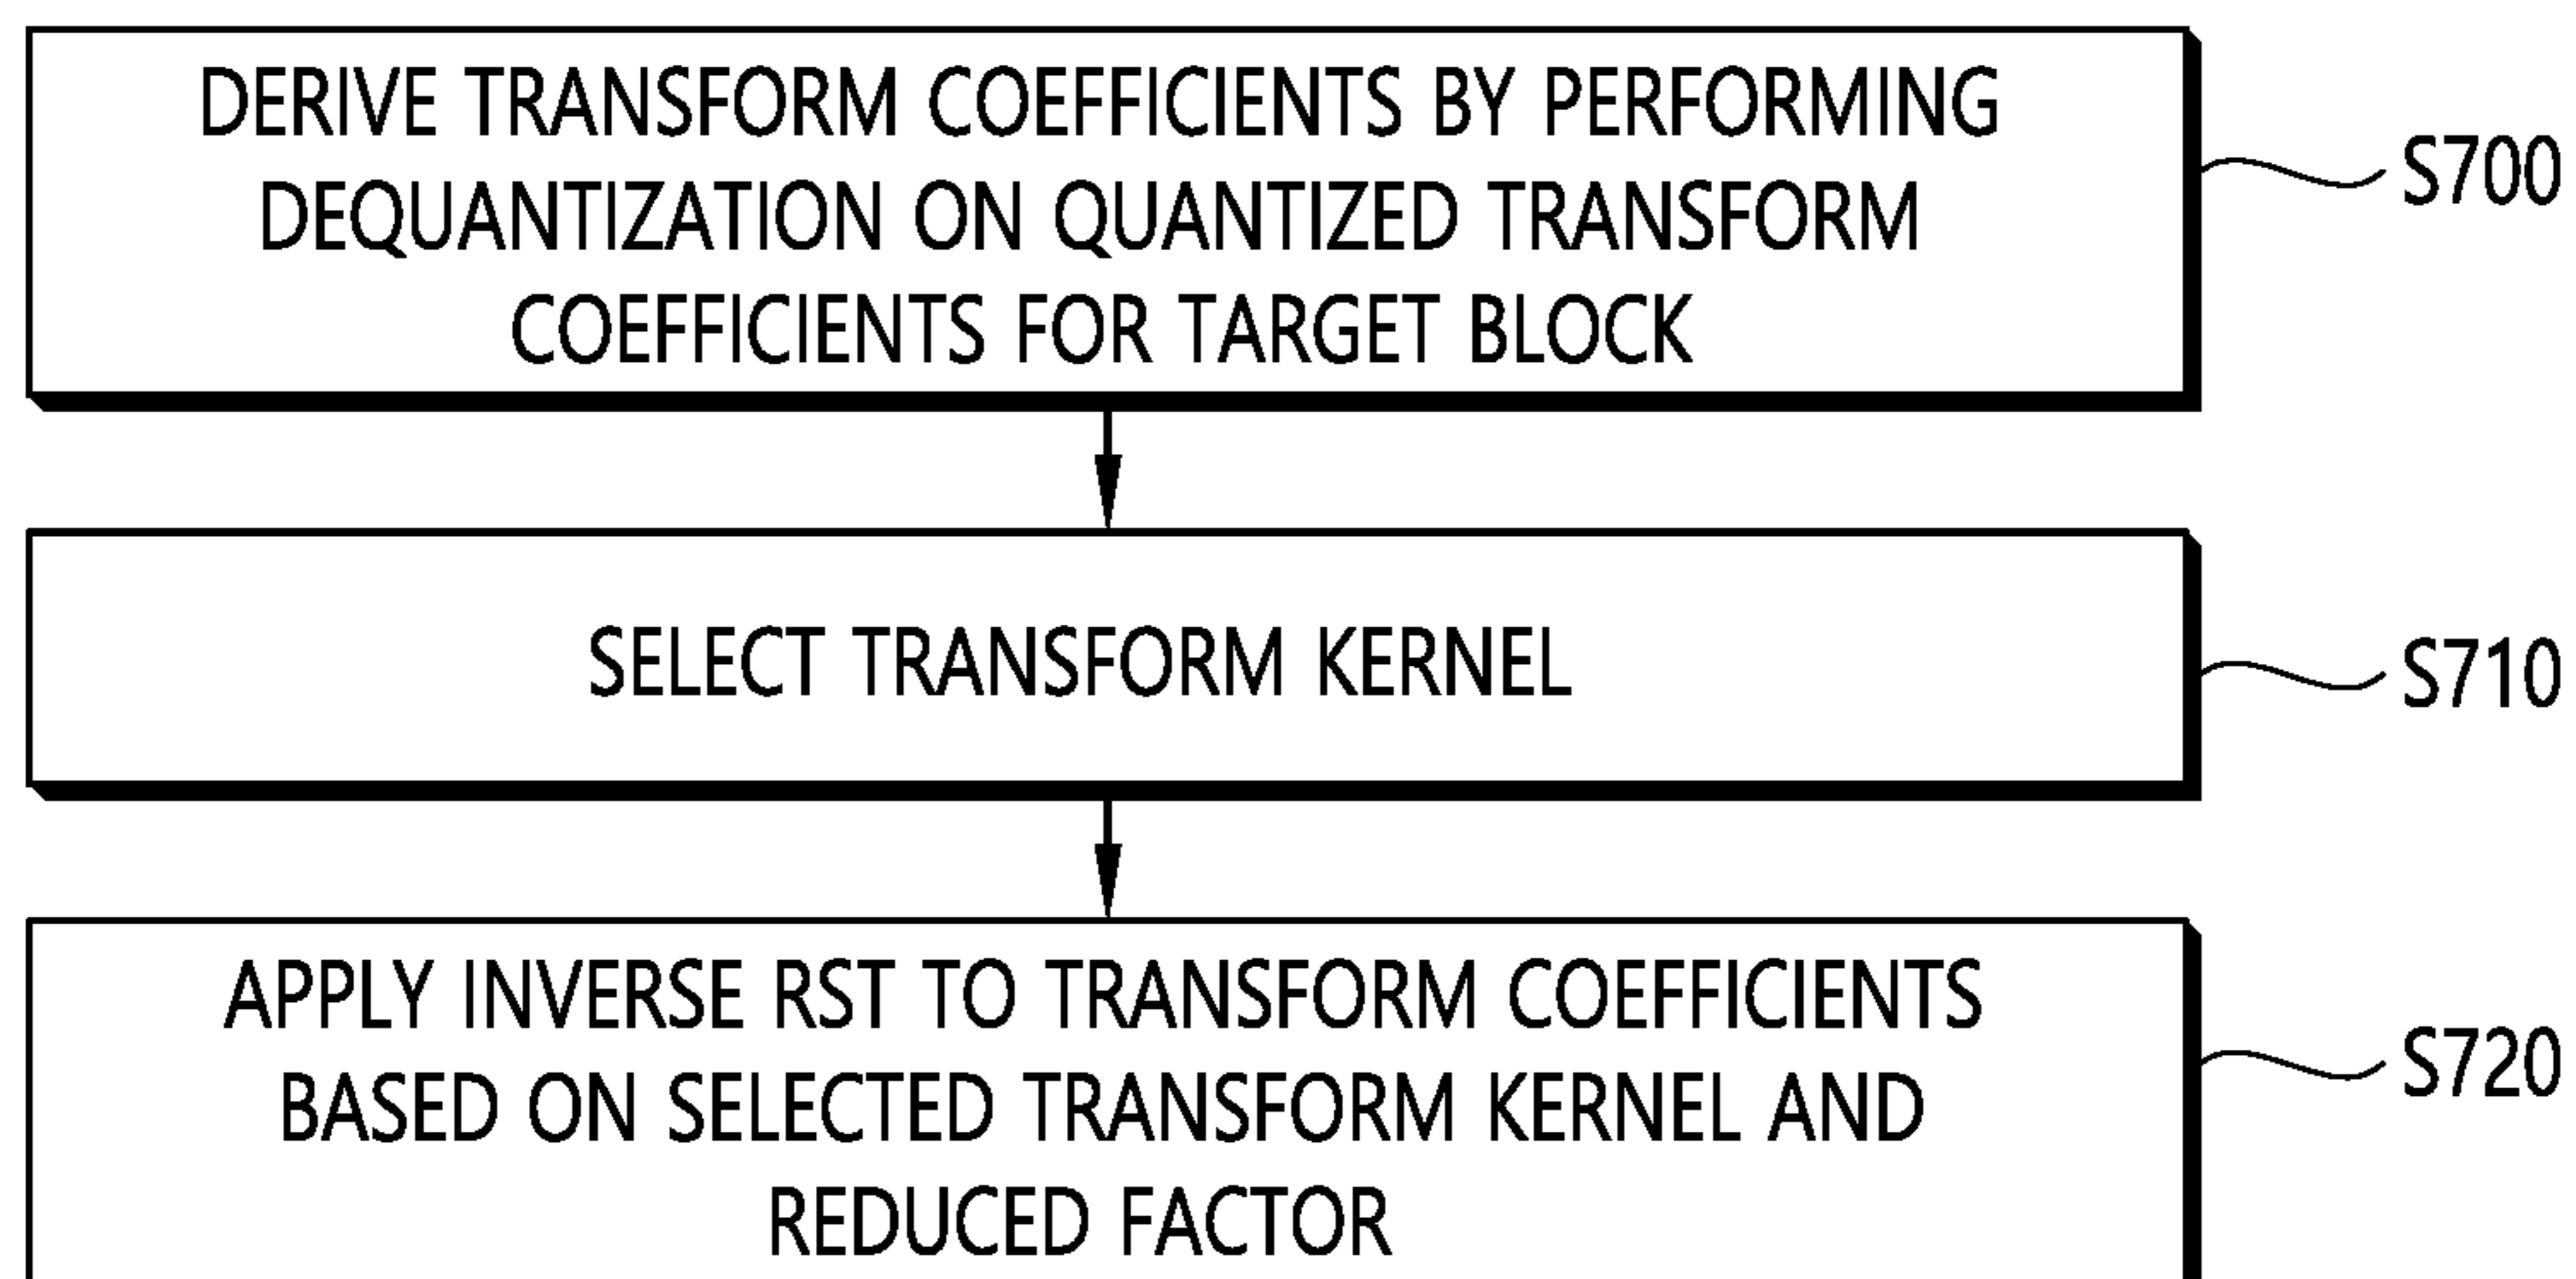 DERIVE TRANSFORM COEFFICIENTS BY PERFORMING
DEQUANTIZATION ON QUANTIZED TRANSFORM
COEFFICIENTS FOR TARGET BLOCK
S700
SELECT TRANSFORM KERNEL
S710
APPLY INVERSE RST TO TRANSFORM COEFFICIENTS
BASED ON SELECTED TRANSFORM KERNEL AND
REDUCED FACTOR
S720